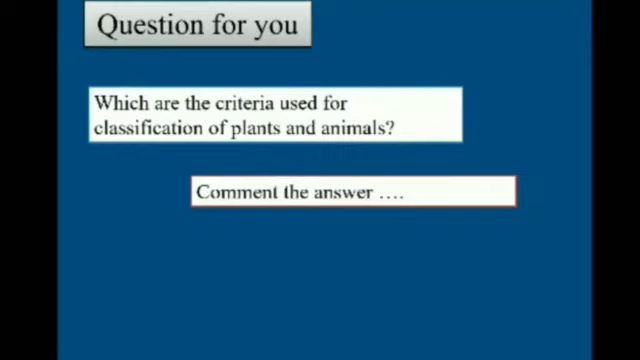 Question for you
Which are the criteria used for
classification of plants and animals?
Comment the answer ….